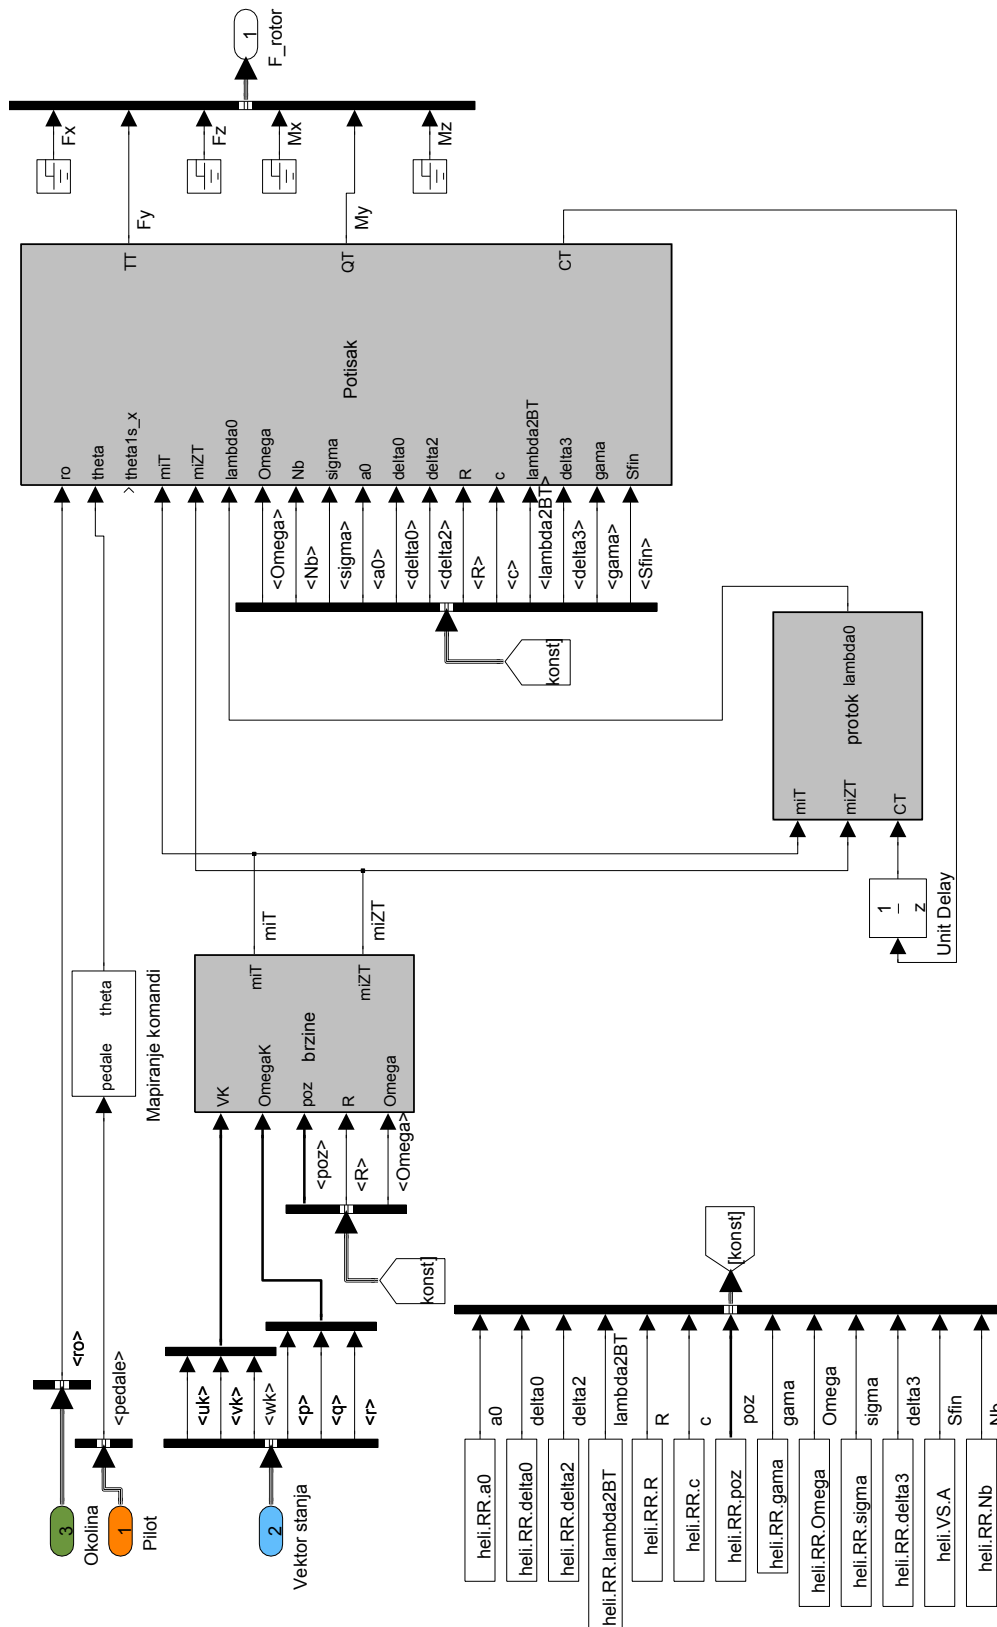 3
Okolina
1
Pilot
2
Vektor stanja
<ro>
<pedale>
<uk>
<vk>
<wk>
<p>
<q>
<r>
pedale theta
Mapiranje komandi
konst]
<poz>
<R>
<Omega>
VK
OmegaK
poz
R
Omega
brzine
miT
miZT
miT
miZT
konst]
<Omega>
<Nb>
<sigma>
<a0>
<delta0>
<delta2>
<R>
<c>
<lambda2BT>
<delta3>
<gama>
<Sfin>
ro
theta
theta1s_x
miT
miZT
lambda0
Omega
Nb
sigma
a0
delta0
delta2
R
c
lambda2BT
delta3
gama
Sfin
Potisak
TT
QT
CT
Fy
My
Fx
Fz
Mx
Mz
1
F_rotor
1
z
Unit Delay
miT
miZT
CT
protok
lambda0
heli.RR.a0
a0
heli.RR.delta0
delta0
heli.RR.delta2
delta2
heli.RR.lambda2BT
lambda2BT
heli.RR.R
R
heli.RR.c
c
heli.RR.poz
poz
heli.RR.gama
gama
heli.RR.Omega
Omega
heli.RR.sigma
sigma
heli.RR.delta3
delta3
heli.VS.A
Sfin
heli.RR.Nb
Nb
[konst]